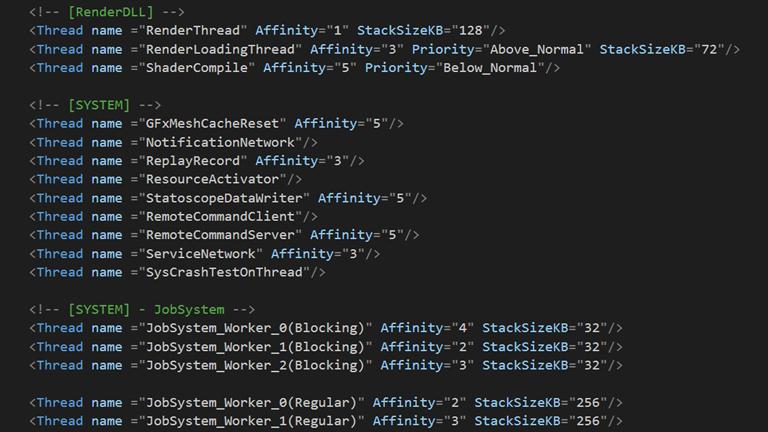 <!-- [RenderDLL] -->
<Thread name ="RenderThread" Affinity="1" StackSizeKB="128"/>
<Thread name ="RenderLoadingThread" Affinity="3" Priority="Above_Normal" StackSizeKB="72"/>
<Thread name ="ShaderCompile" Affinity="5" Priority="Below_Normal"/>
<!-- [SYSTEM] -->
<Thread name ="GFxMeshCacheReset" Affinity="5"/>
<Thread name ="NotificationNetwork"/>
<Thread name ="ReplayRecord" Affinity="3"/>
<Thread name ="ResourceActivator"/>
<Thread name ="StatoscopeDataWriter" Affinity="5"/>
<Thread name ="RemoteCommandClient"/>
<Thread name ="RemoteCommandServer" Affinity="5"/>
<Thread name ="ServiceNetwork" Affinity="3"/>
<Thread name ="SysCrashTestOnThread"/>
<!-- [SYSTEM] - JobSystem -->
<Thread name ="JobSystem_Worker_0(Blocking)" Affinity="4" StackSizeKB="32"/>
<Thread name ="JobSystem_Worker_1(Blocking)" Affinity="2" StackSizeKB="32"/>
<Thread name ="JobSystem_Worker_2(Blocking)" Affinity="3" StackSizeKB="32"/>
<Thread name ="JobSystem_Worker_0(Regular)" Affinity="2" StackSizeKB="256"/>
<Thread name ="JobSystem_Worker_1(Regular)" Affinity="3" StackSizeKB="256"/>